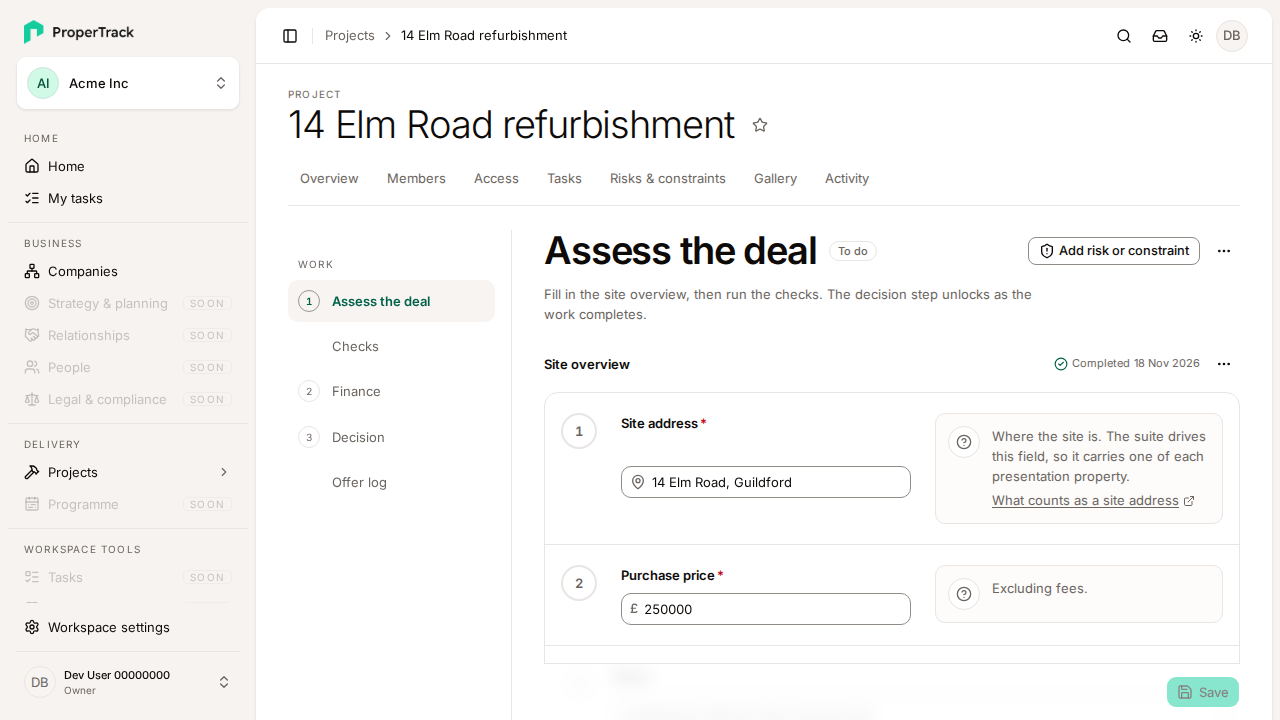 ProperTrack
AI
Acme Inc
HOME
Home
My tasks
BUSINESS
Companies
Strategy & planning SOON
Relationships SOON
People SOON
Legal & compliance SOON
DELIVERY
Projects
Programme SOON
WORKSPACE TOOLS
Tasks SOON
Workspace settings
DB
Dev User 00000000
Owner
Projects
14 Elm Road refurbishment
DB
PROJECT
14 Elm Road refurbishment
Overview
Members
Access
Tasks
Risks & constraints
Gallery
Activity
WORK
1 Assess the deal
Checks
2 Finance
3 Decision
Offer log
Assess the deal
To do
Add risk or constraint
Fill in the site overview, then run the checks. The decision step unlocks as the
work completes.
Site overview
Completed 18 Nov 2026
1
Site address *
14 Elm Road, Guildford
Where the site is. The suite drives
this field, so it carries one of each
presentation property.
What counts as a site address
2
Purchase price *
£ 250000
Excluding fees.
Save